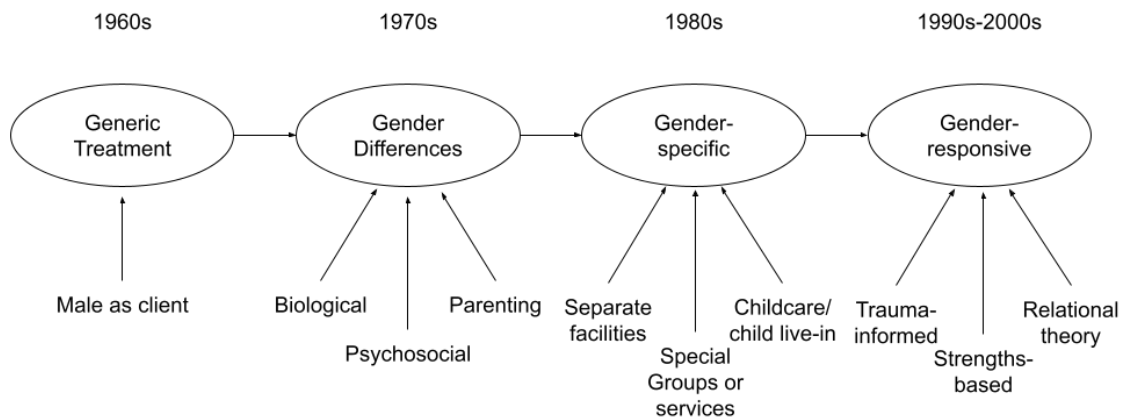 1960s
1970s
1980s
1990s-2000s
Generic
Treatment
Gender
Differences
Gender-
specific
Gender-
responsive
Male as client
Biological
Psychosocial
Parenting
Separate
facilities
Special
Groups or
services
Childcare/
child live-in
Trauma-
informed
Strengths-
based
Relational
theory